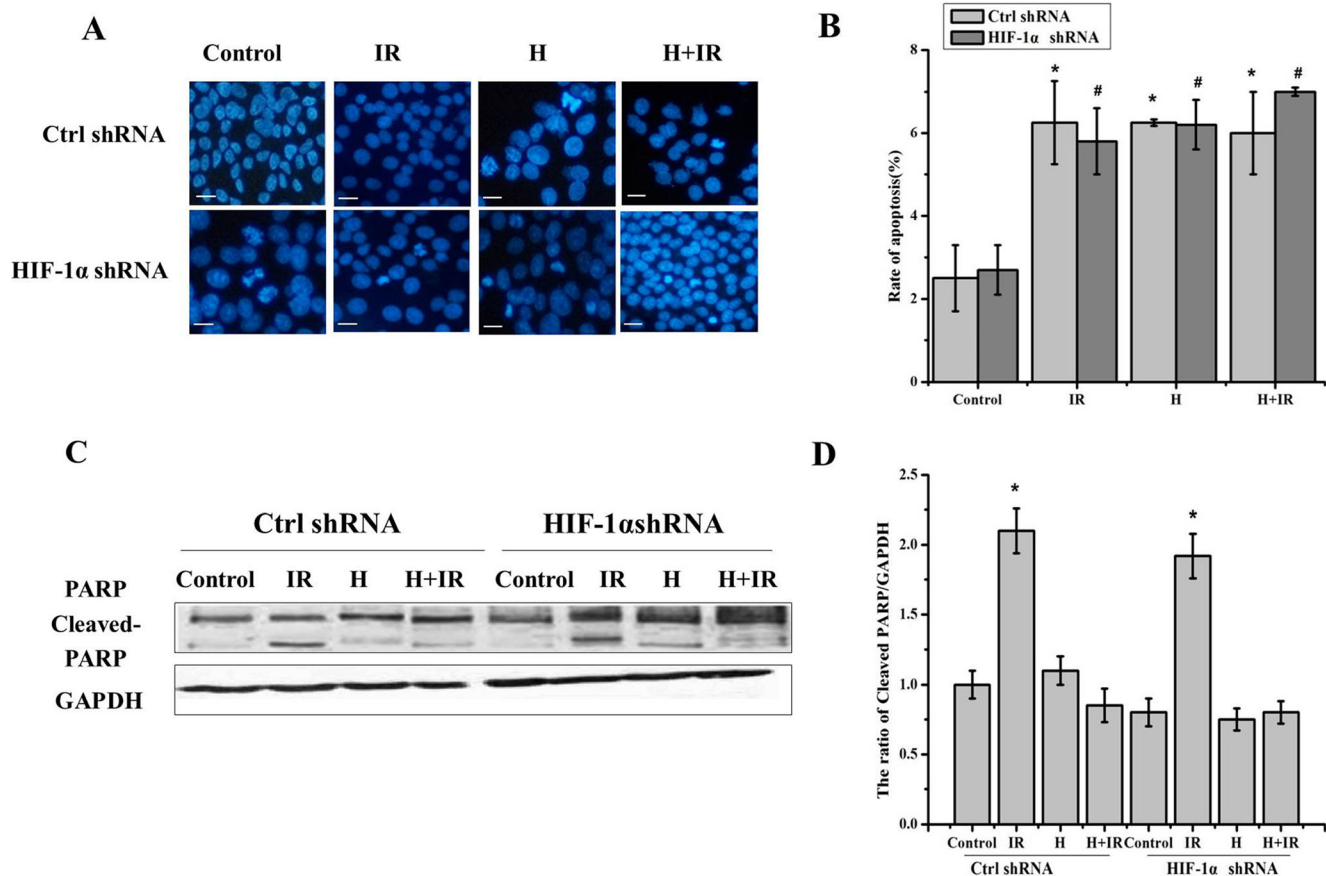 A
Control IR H H+IR
Ctrl shRNA
HIF-1α shRNA
B
Ctrl shRNA
HIF-1α shRNA
Rate of apoptosis(%)
8
6
4
2
0
* # * # * #
Control IR H H+IR
C
Ctrl shRNA HIF-1αshRNA
Control IR H H+IR Control IR H H+IR
PARP
Cleaved-
PARP
GAPDH
D
The ratio of Cleaved PARP/GAPDH
2.5
2.0
1.5
1.0
0.5
0.0
* *
Control IR H H+IR Control IR H H+IR
Ctrl shRNA HIF-1α shRNA